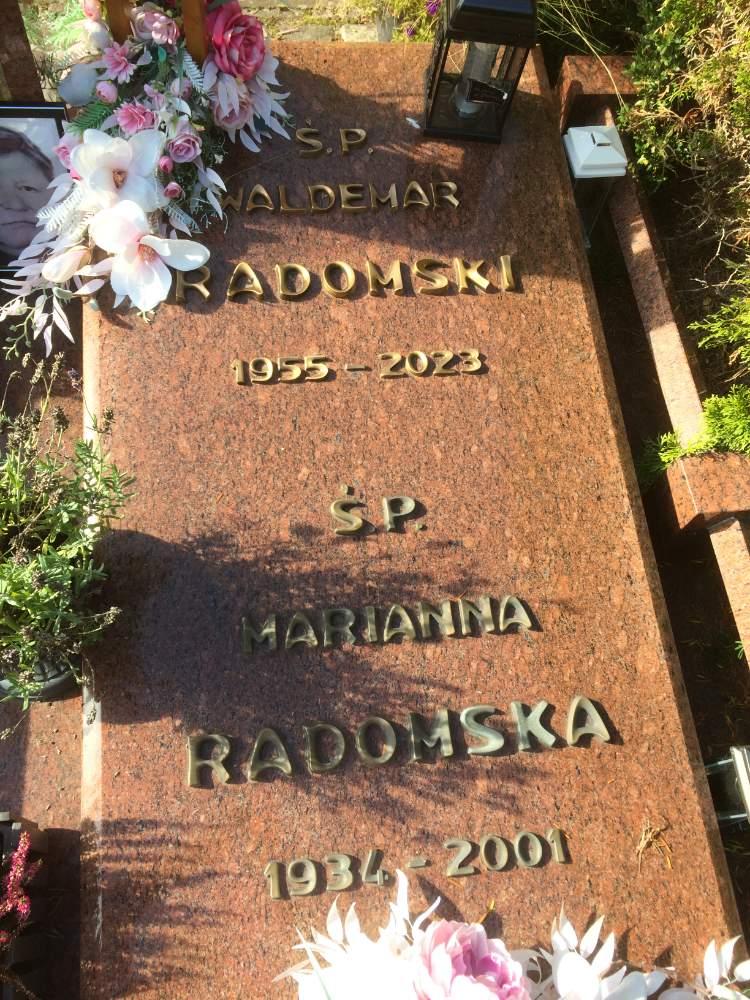 Ś.P.
WALDEMAR
RADOMSKI
1955 – 2023
Ś.P.
MARIANNA
RADOMSKA
1934 - 2001